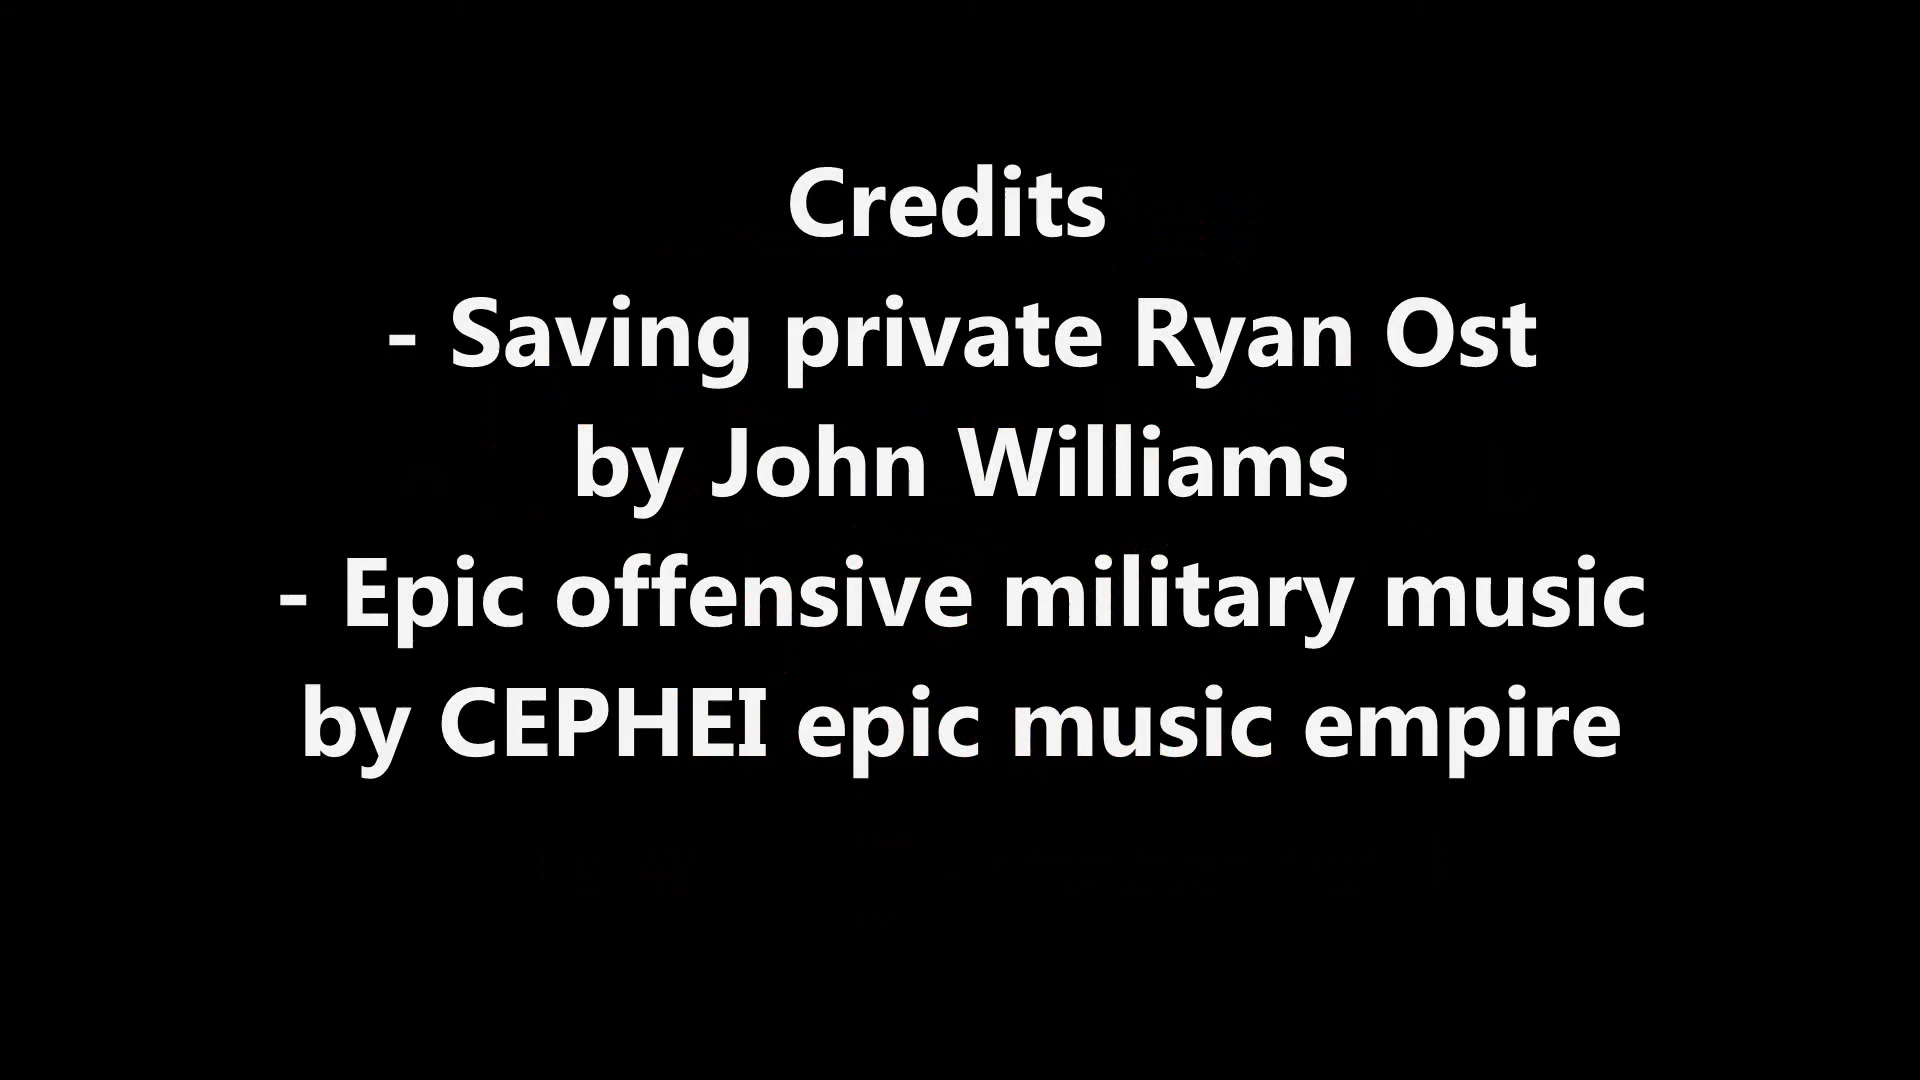 Credits
- Saving private Ryan Ost
by John Williams
- Epic offensive military music
by CEPHEI epic music empire